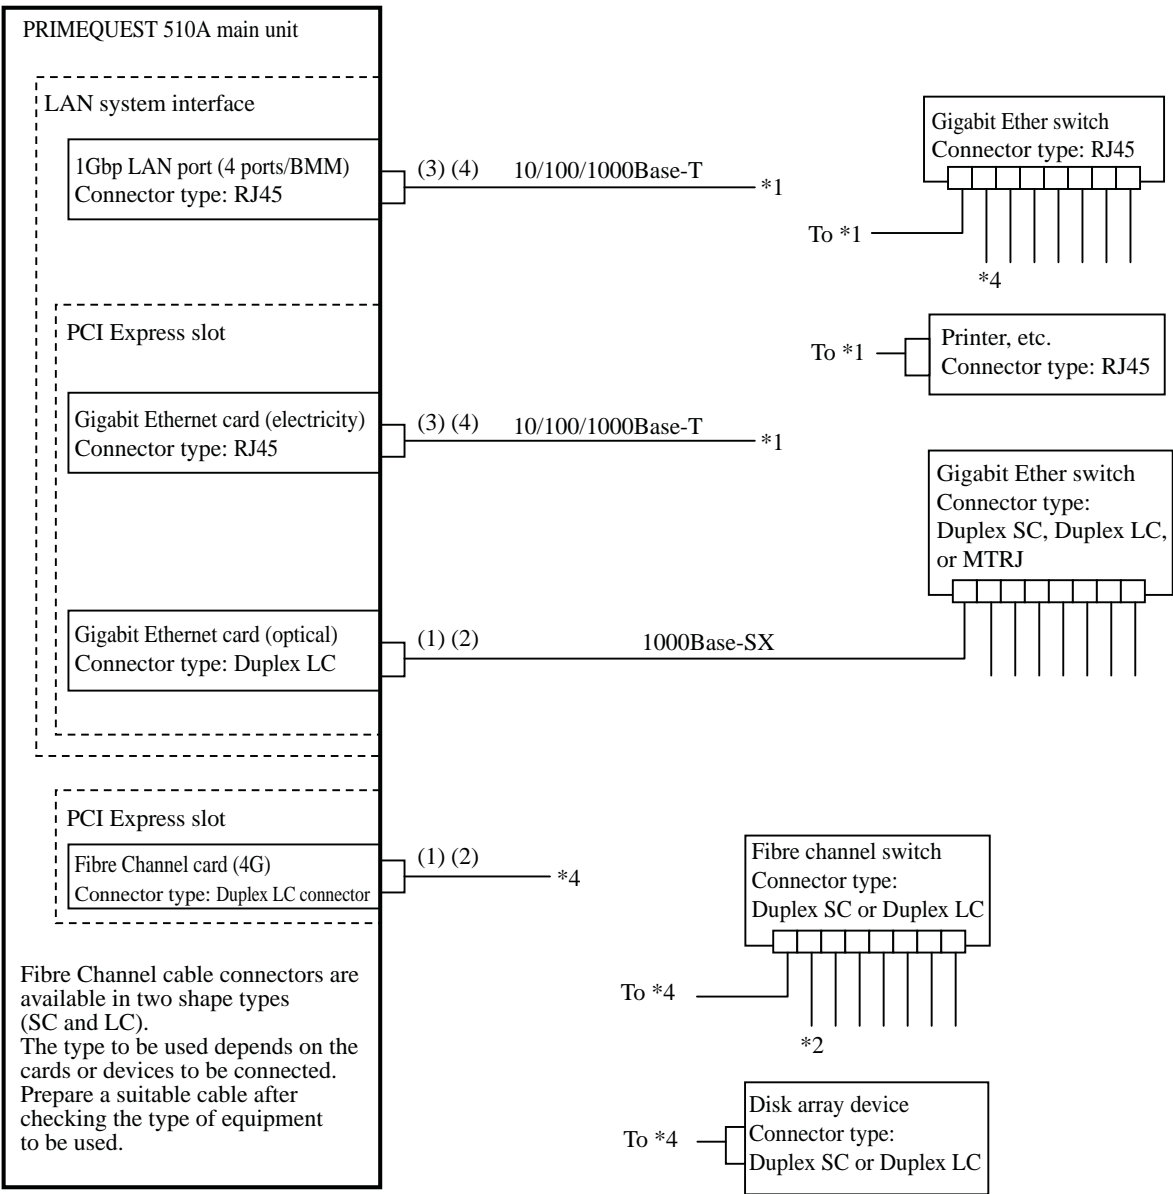 PRIMEQUEST 510A main unit
LAN system interface
1Gbp LAN port (4 ports/BMM)
Connector type: RJ45
(3) (4)
10/100/1000Base-T
*1
Gigabit Ether switch
Connector type: RJ45
To *1
*4
PCI Express slot
To *1
Printer, etc.
Connector type: RJ45
Gigabit Ethernet card (electricity)
Connector type: RJ45
(3) (4)
10/100/1000Base-T
*1
Gigabit Ether switch
Connector type:
Duplex SC, Duplex LC,
or MTRJ
Gigabit Ethernet card (optical)
Connector type: Duplex LC
(1) (2)
1000Base-SX
PCI Express slot
Fibre Channel card (4G)
Connector type: Duplex LC connector
(1) (2)
*4
Fibre channel switch
Connector type:
Duplex SC or Duplex LC
To *4
*2
Fibre Channel cable connectors are
available in two shape types
(SC and LC).
The type to be used depends on the
cards or devices to be connected.
Prepare a suitable cable after
checking the type of equipment
to be used.
To *4
Disk array device
Connector type:
Duplex SC or Duplex LC